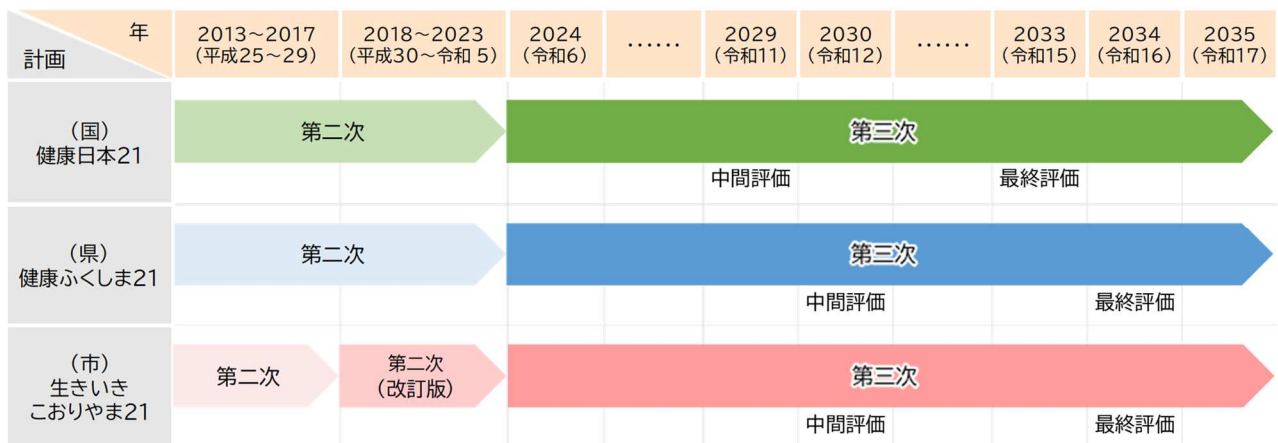 年
計画
2013～2017
(平成25～29)
2018～2023
(平成30～令和 5)
2024
(令和6)
……
2029
(令和11)
2030
(令和12)
……
2033
(令和15)
2034
(令和16)
2035
(令和17)
（国）
健康日本21
第二次
第三次
中間評価
最終評価
（県）
健康ふくしま21
第二次
第三次
中間評価
最終評価
（市）
生きいき
こおりやま21
第二次
第二次
（改訂版）
第三次
中間評価
最終評価